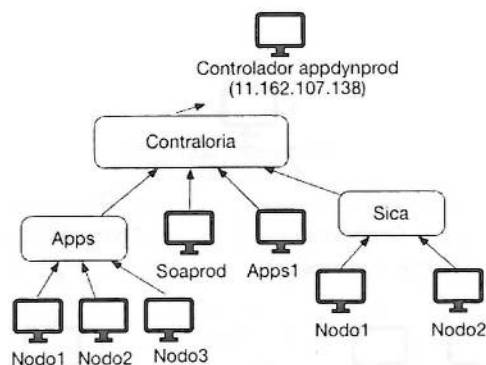 Controlador appdynprod
(11.162.107.138)
Contraloria
Apps
Soaprod
Apps1
Sica
Nodo1
Nodo2
Nodo3
Nodo1
Nodo2